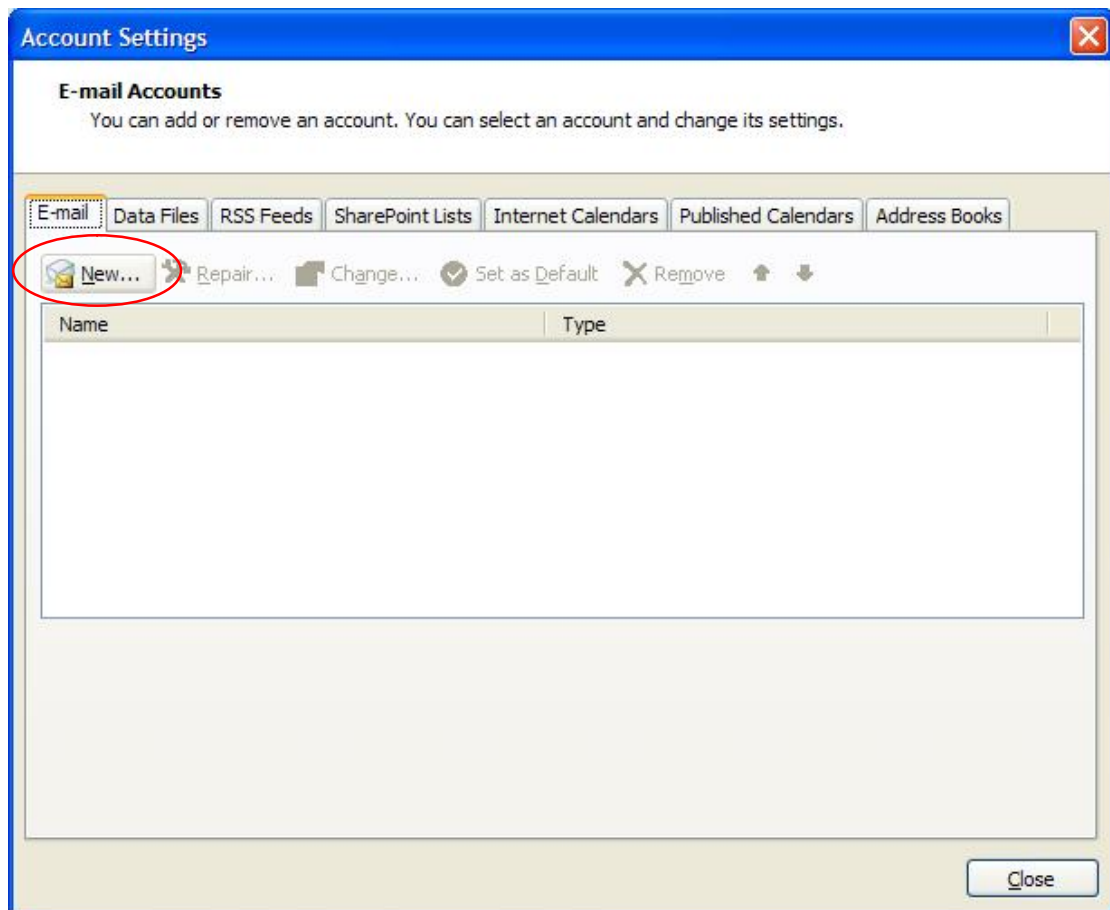 Account Settings
E-mail Accounts
You can add or remove an account. You can select an account and change its settings.
E-mail Data Files RSS Feeds SharePoint Lists Internet Calendars Published Calendars Address Books
New... Repair... Change... Set as Default Remove
Name Type
Close